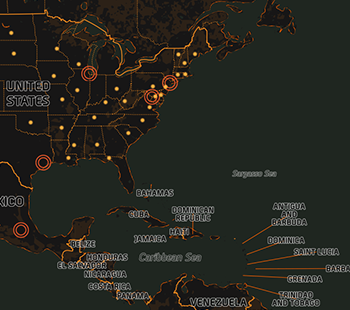 UNITED
STATES
Sargasso Sea
XICO
BAHAMAS
CUBA
DOMINICAN
REPUBLIC
HAITI
JAMAICA
ANTIGUA
AND
BARBUDA
BELIZE
DOMINICA
HONDURAS
Caribbean Sea
SAINT LUCIA
EL SALVADOR
NICARAGUA
BARBA
COSTA RICA
GRENADA
PANAMA
VENEZUELA
TRINIDAD
AND TOBAGO